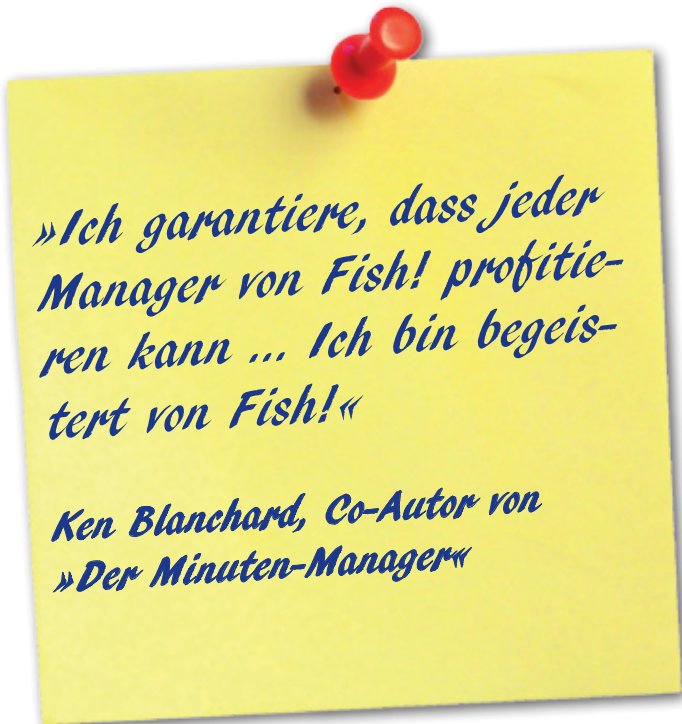 »Ich garantiere, dass jeder
Manager von Fish! profitie-
ren kann ... Ich bin begeis-
tert von Fish!«
Ken Blanchard, Co-Autor von
»Der Minuten-Manager«